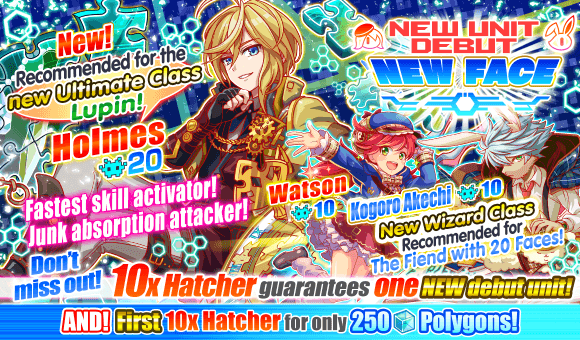 New!
Recommended for the
new Ultimate Class
Lupin!
Holmes
20
Fastest skill activator!
Junk absorption attacker!
NEW UNIT
DEBUT
NEW FACE
Watson
10
Kogoro Akechi 10
New Wizard Class
Recommended for
The Fiend with 20 Faces!
Don't
miss out! 10x Hatcher guarantees one NEW debut unit!
AND! First 10x Hatcher for only 250 Polygons!